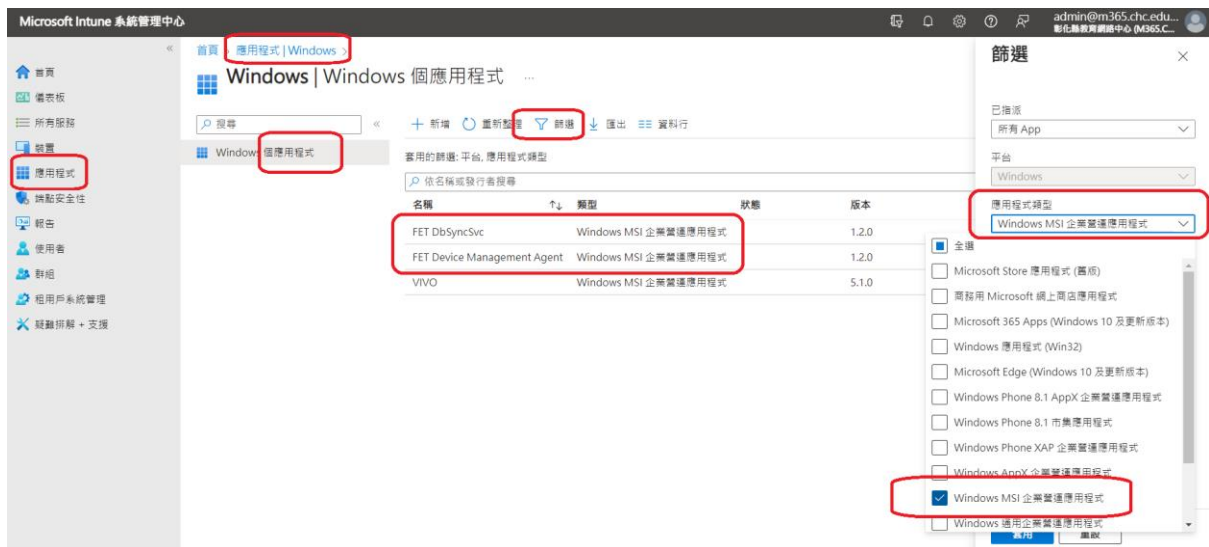 Microsoft Intune 系統管理中心
admin@m365.chc.edu...
彰化縣教育網路中心 (M365.C...
«
首頁
儀表板
所有服務
裝置
應用程式
端點安全性
報告
使用者
群組
租用戶系統管理
疑難排解 + 支援
首頁 > 應用程式 | Windows >
Windows | Windows 個應用程式 ...
搜尋 «
Windows 個應用程式
新增 重新整理 篩選 匯出 資料行
套用的篩選: 平台, 應用程式類型
依名稱或發行者搜尋
名稱 ↑↓ 類型 狀態 版本
FET DbSyncSvc Windows MSI 企業營運應用程式 1.2.0
FET Device Management Agent Windows MSI 企業營運應用程式 1.2.0
VIVO Windows MSI 企業營運應用程式 5.1.0
篩選
已指派
所有 App
平台
Windows
應用程式類型
Windows MSI 企業營運應用程式
全選
Microsoft Store 應用程式 (舊版)
商務用 Microsoft 網上商店應用程式
Microsoft 365 Apps (Windows 10 及更新版本)
Windows 應用程式 (Win32)
Microsoft Edge (Windows 10 及更新版本)
Windows Phone 8.1 AppX 企業營運應用程式
Windows Phone 8.1 市集應用程式
Windows Phone XAP 企業營運應用程式
Windows AppX 企業營運應用程式
Windows MSI 企業營運應用程式
Windows 通用企業營運應用程式
套用 重設